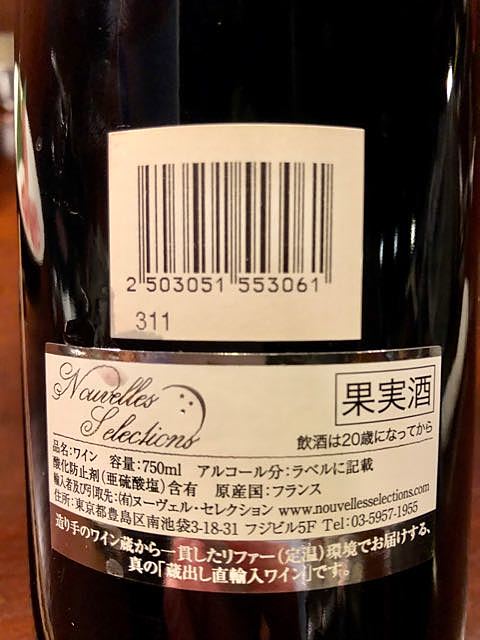 2 503051 553061
311
Nouvelles
Selections
果実酒
飲酒は20歳になってから
品名:ワイン 容量:750ml アルコール分:ラベルに記載
酸化防止剤(亜硫酸塩)含有 原産国:フランス
輸入者及び引取先:(有)ヌーヴェル・セレクション www.nouvellesselections.com
住所:東京都豊島区南池袋3-18-31 フジビル5F Tel:03-5957-1955
造り手のワイン蔵から一貫したリファー(定温)環境でお届けする、
真の「蔵出し直輸入ワイン」です。